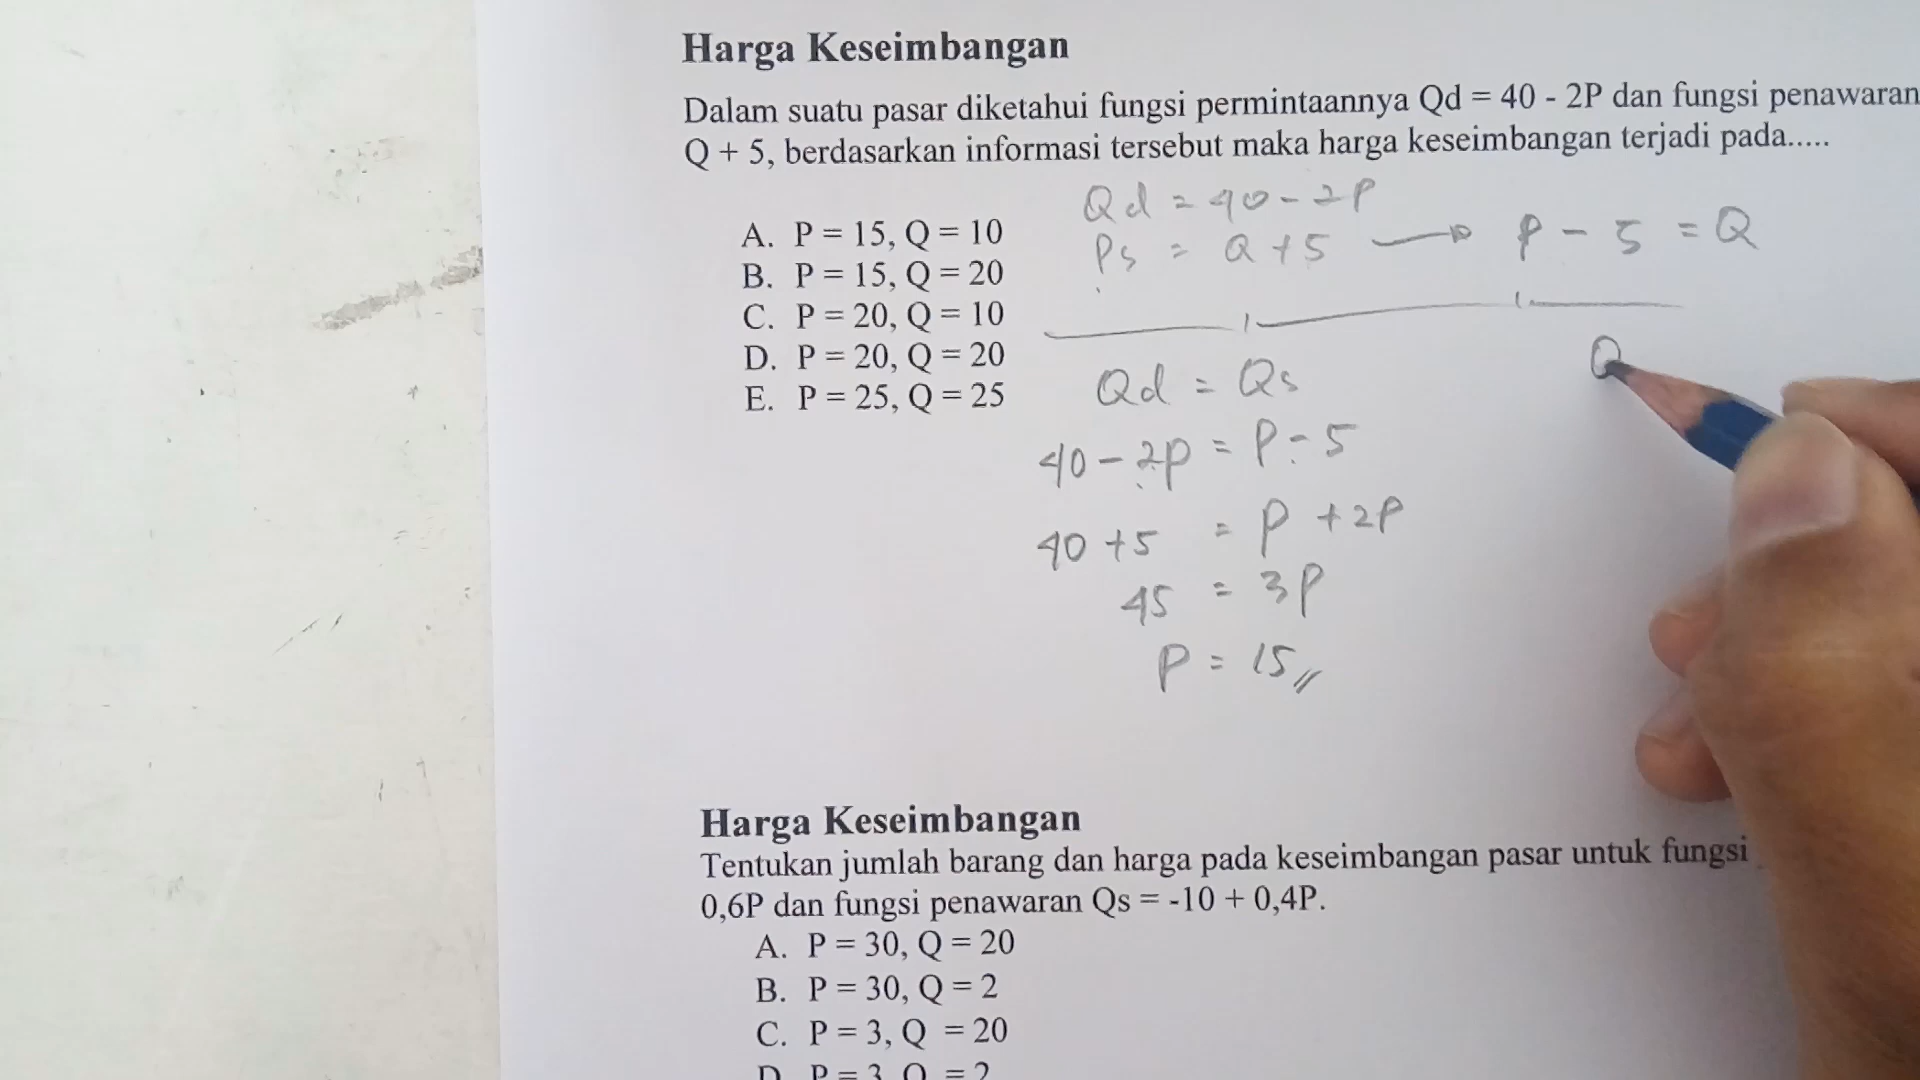 Harga Keseimbangan
Dalam suatu pasar diketahui fungsi permintaannya Qd = 40 - 2P dan fungsi penawaran
Q + 5, berdasarkan informasi tersebut maka harga keseimbangan terjadi pada.....
A. P = 15, Q = 10
B. P = 15, Q = 20
C. P = 20, Q = 10
D. P = 20, Q = 20
E. P = 25, Q = 25
Qd = 40 - 2P
Ps = Q + 5 → P - 5 = Q
Qd = Qs
40 - 2P = P - 5
40 + 5 = P + 2P
45 = 3P
P = 15
Q
Harga Keseimbangan
Tentukan jumlah barang dan harga pada keseimbangan pasar untuk fungsi
0,6P dan fungsi penawaran Qs = -10 + 0,4P.
A. P = 30, Q = 20
B. P = 30, Q = 2
C. P = 3, Q = 20
D. P = 3, Q = 2